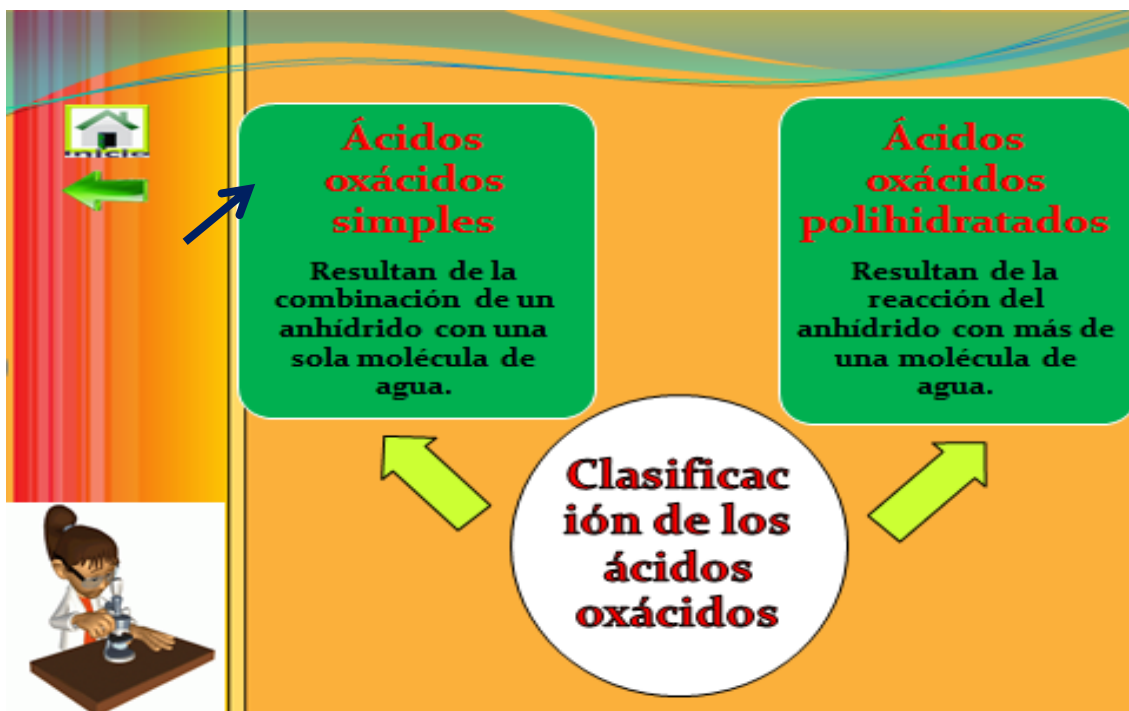 inicio
Ácidos
oxácidos
simples
Resultan de la
combinación de un
anhídrido con una
sola molécula de
agua.
Ácidos
oxácidos
polihidratados
Resultan de la
reacción del
anhídrido con más de
una molécula de
agua.
Clasificac
ión de los
ácidos
oxácidos